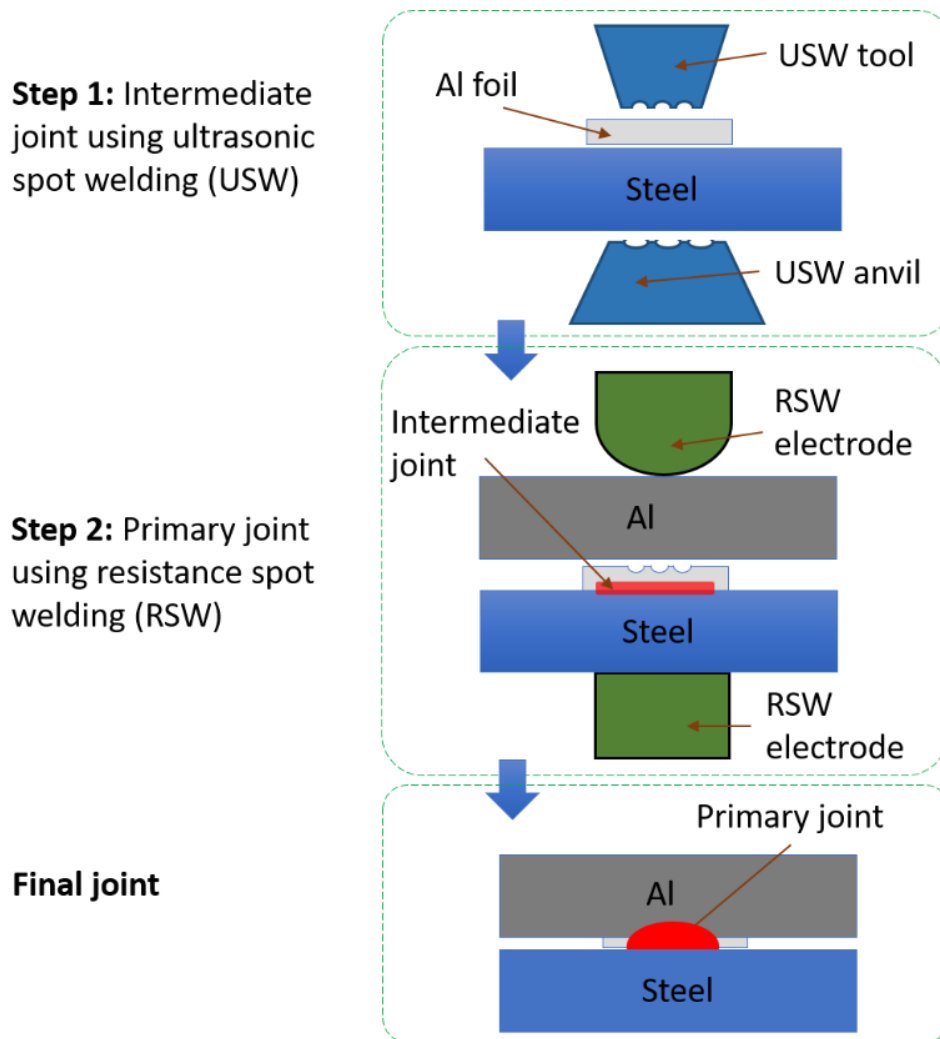 Step 1: Intermediate
joint using ultrasonic
spot welding (USW)
USW tool
Al foil
Steel
USW anvil
Step 2: Primary joint
using resistance spot
welding (RSW)
Intermediate
joint
RSW
electrode
Al
Steel
RSW
electrode
Final joint
Primary joint
Al
Steel